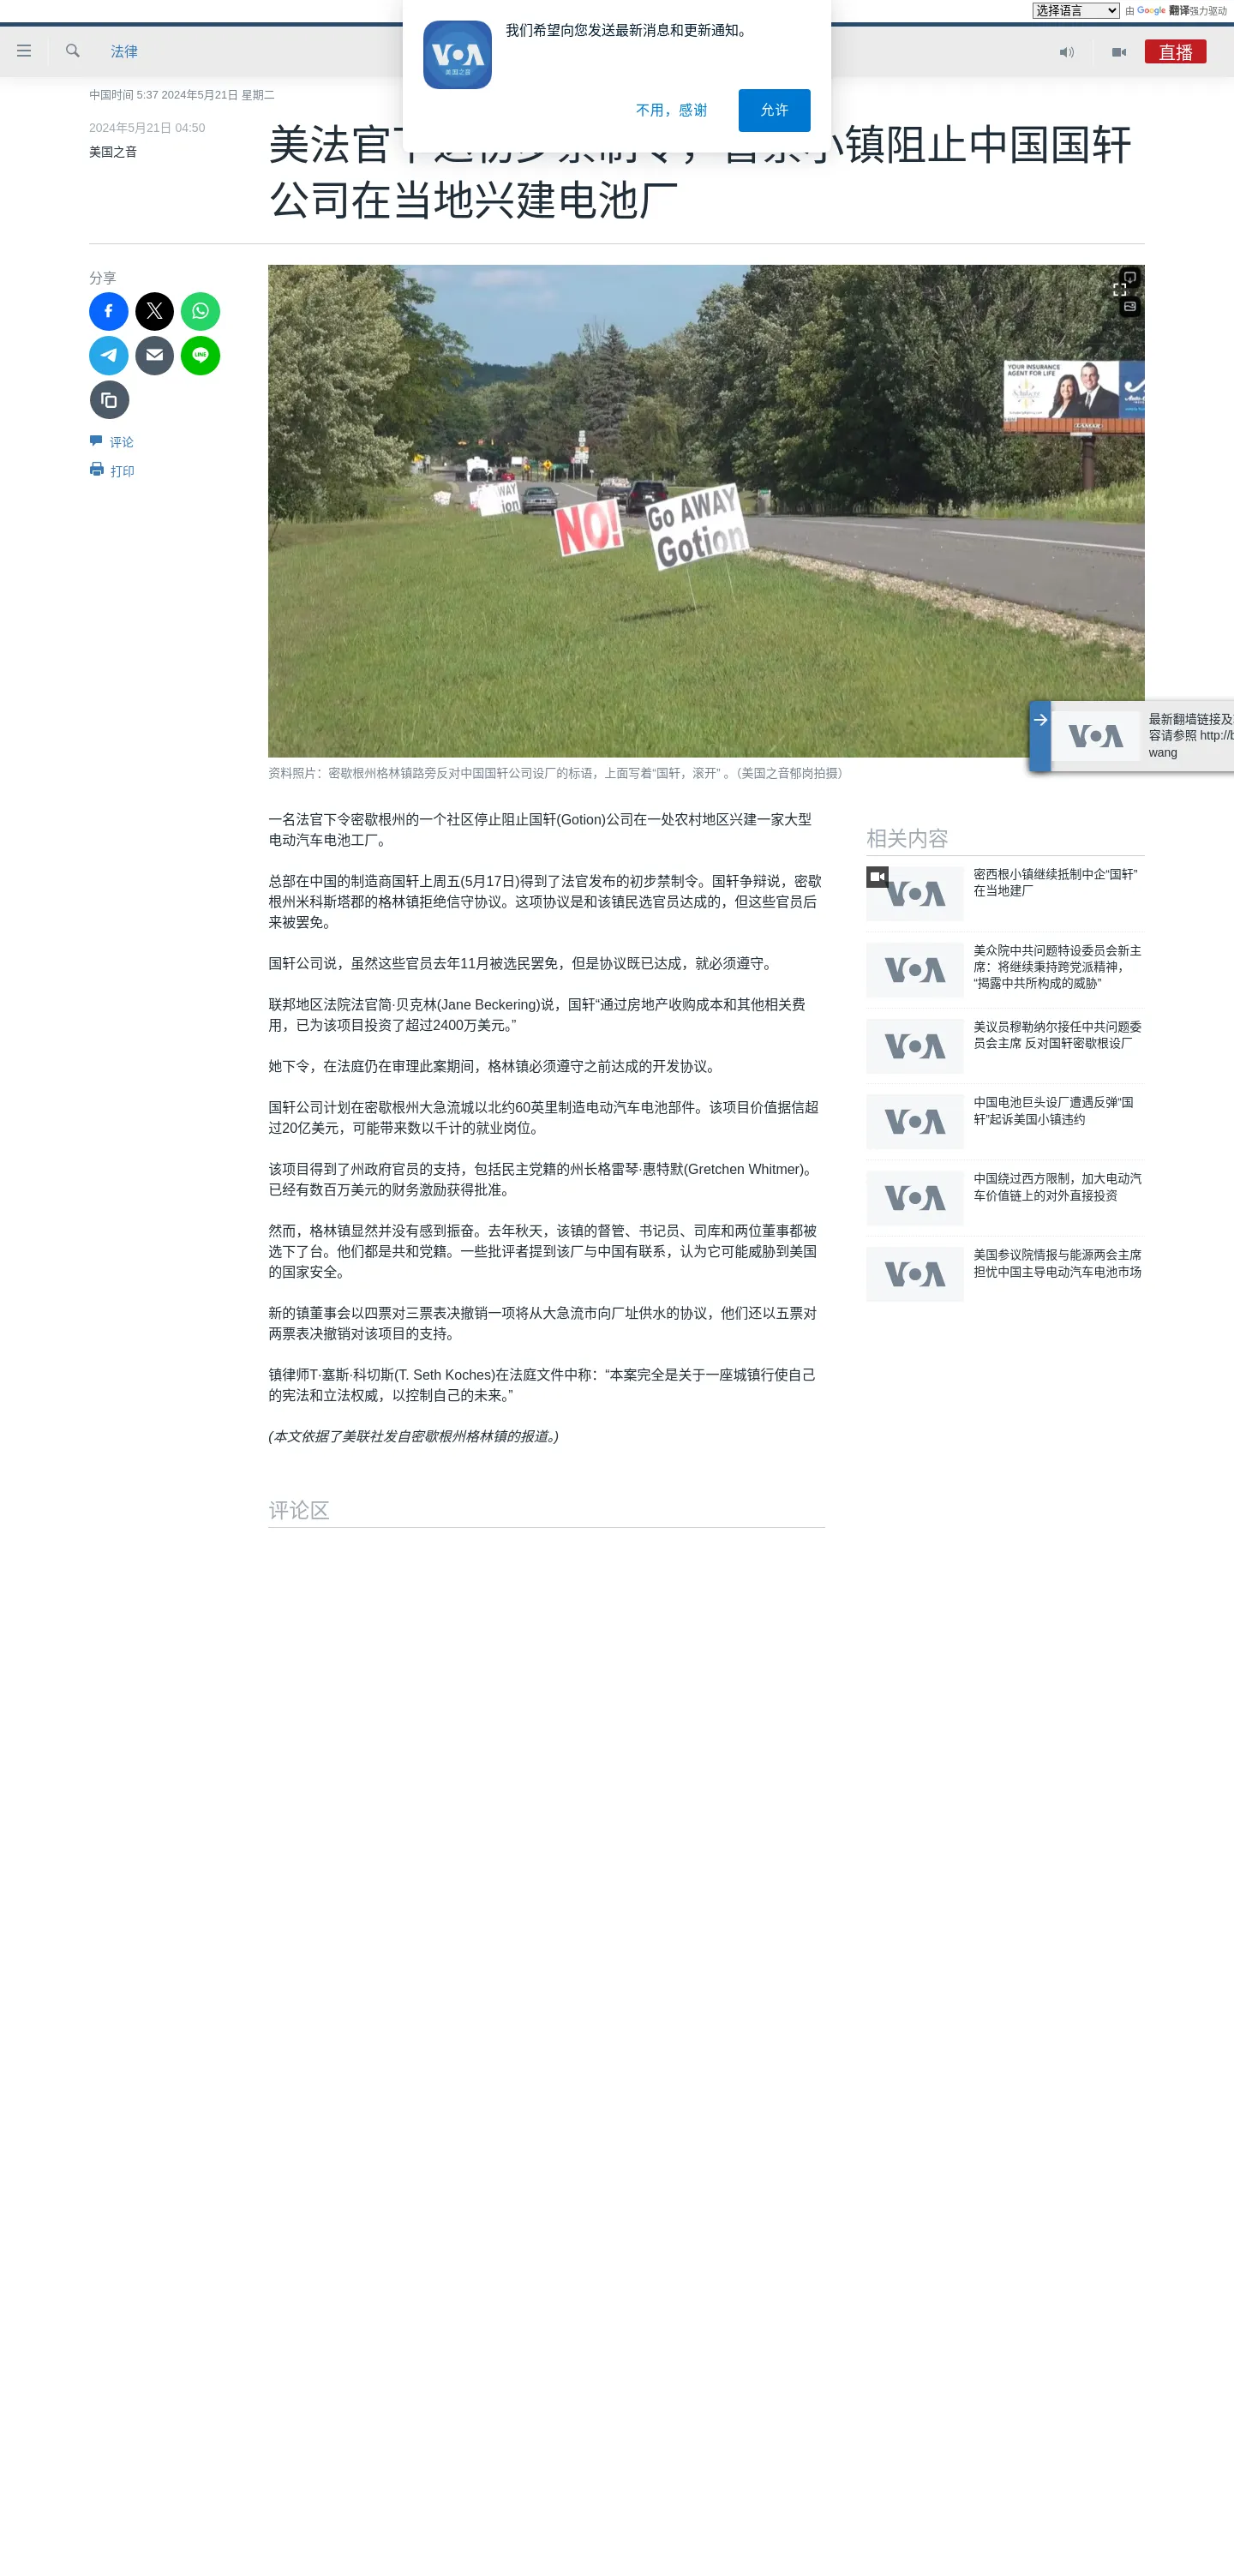 选择语言
由 Google 翻译强力驱动
我们希望向您发送最新消息和更新通知。
VOA
美国之音
不用，感谢
允许
法律
直播
中国时间 5:37 2024年5月21日 星期二
2024年5月21日 04:50
美国之音
美法官下达初步禁制令，
小镇阻止中国国轩
公司在当地兴建电池厂
分享
评论
打印
YOUR INSURANCE
AGENT FOR LIFE
NO!
Go AWAY
Gotion
资料照片：密歇根州格林镇路旁反对中国国轩公司设厂的标语，上面写着“国轩，滚开” 。（美国之音郁岗拍摄）
VOA
最新翻墙链接及
容请参照 http://b
wang
一名法官下令密歇根州的一个社区停止阻止国轩(Gotion)公司在一处农村地区兴建一家大型
电动汽车电池工厂。
总部在中国的制造商国轩上周五(5月17日)得到了法官发布的初步禁制令。国轩争辩说，密歇
根州米科斯塔郡的格林镇拒绝信守协议。这项协议是和该镇民选官员达成的，但这些官员后
来被罢免。
国轩公司说，虽然这些官员去年11月被选民罢免，但是协议既已达成，就必须遵守。
联邦地区法院法官简·贝克林(Jane Beckering)说，国轩“通过房地产收购成本和其他相关费
用，已为该项目投资了超过2400万美元。”
她下令，在法庭仍在审理此案期间，格林镇必须遵守之前达成的开发协议。
国轩公司计划在密歇根州大急流城以北约60英里制造电动汽车电池部件。该项目价值据信超
过20亿美元，可能带来数以千计的就业岗位。
该项目得到了州政府官员的支持，包括民主党籍的州长格雷琴·惠特默(Gretchen Whitmer)。
已经有数百万美元的财务激励获得批准。
然而，格林镇显然并没有感到振奋。去年秋天，该镇的督管、书记员、司库和两位董事都被
选下了台。他们都是共和党籍。一些批评者提到该厂与中国有联系，认为它可能威胁到美国
的国家安全。
新的镇董事会以四票对三票表决撤销一项将从大急流市向厂址供水的协议，他们还以五票对
两票表决撤销对该项目的支持。
镇律师T·塞斯·科切斯(T. Seth Koches)在法庭文件中称：“本案完全是关于一座城镇行使自己
的宪法和立法权威，以控制自己的未来。”
(本文依据了美联社发自密歇根州格林镇的报道。)
相关内容
VOA
密西根小镇继续抵制中企“国轩”
在当地建厂
VOA
美众院中共问题特设委员会新主
席：将继续秉持跨党派精神，
“揭露中共所构成的威胁”
VOA
美议员穆勒纳尔接任中共问题委
员会主席 反对国轩密歇根设厂
VOA
中国电池巨头设厂遭遇反弹“国
轩”起诉美国小镇违约
VOA
中国绕过西方限制，加大电动汽
车价值链上的对外直接投资
VOA
美国参议院情报与能源两会主席
担忧中国主导电动汽车电池市场
评论区